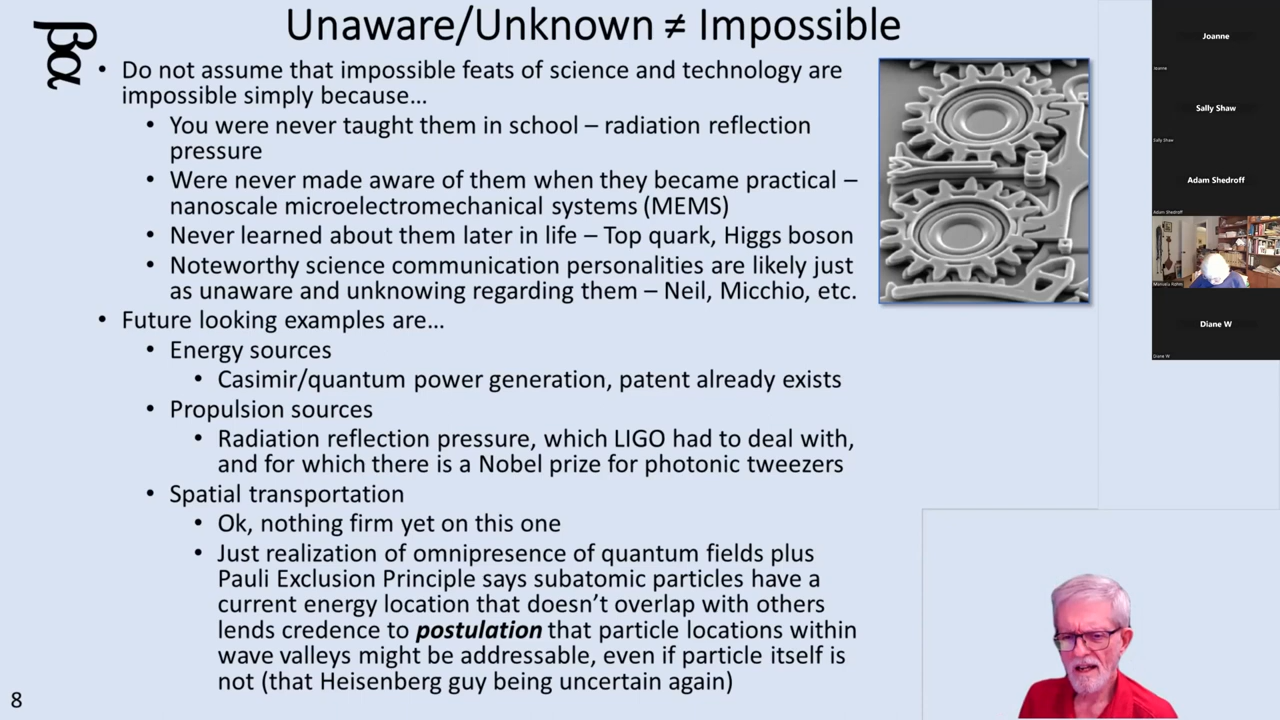 Unaware/Unknown ≠ Impossible
βα
• Do not assume that impossible feats of science and technology are
impossible simply because…
• You were never taught them in school – radiation reflection
pressure
• Were never made aware of them when they became practical –
nanoscale microelectromechanical systems (MEMS)
• Never learned about them later in life – Top quark, Higgs boson
• Noteworthy science communication personalities are likely just
as unaware and unknowing regarding them – Neil, Micchio, etc.
• Future looking examples are…
• Energy sources
• Casimir/quantum power generation, patent already exists
• Propulsion sources
• Radiation reflection pressure, which LIGO had to deal with,
and for which there is a Nobel prize for photonic tweezers
• Spatial transportation
• Ok, nothing firm yet on this one
• Just realization of omnipresence of quantum fields plus
Pauli Exclusion Principle says subatomic particles have a
current energy location that doesn’t overlap with others
lends credence to postulation that particle locations within
wave valleys might be addressable, even if particle itself is
not (that Heisenberg guy being uncertain again)
8
Joanne
Joanne
Sally Shaw
Sally Shaw
Adam Shedroff
Adam Shedroff
Diane W
Diane W